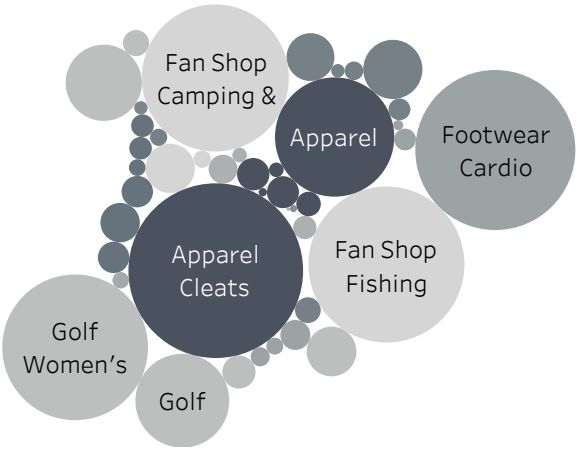 Fan Shop
Camping &
Apparel
Footwear
Cardio
Apparel
Cleats
Fan Shop
Fishing
Golf
Women's
Golf